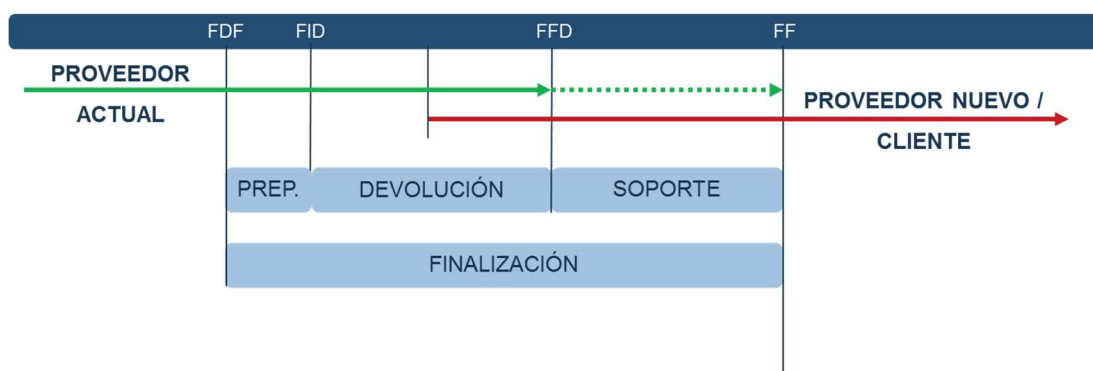 FDF FID FFD FF
PROVEEDOR
ACTUAL
PROVEEDOR NUEVO /
CLIENTE
PREP. DEVOLUCIÓN SOPORTE
FINALIZACIÓN